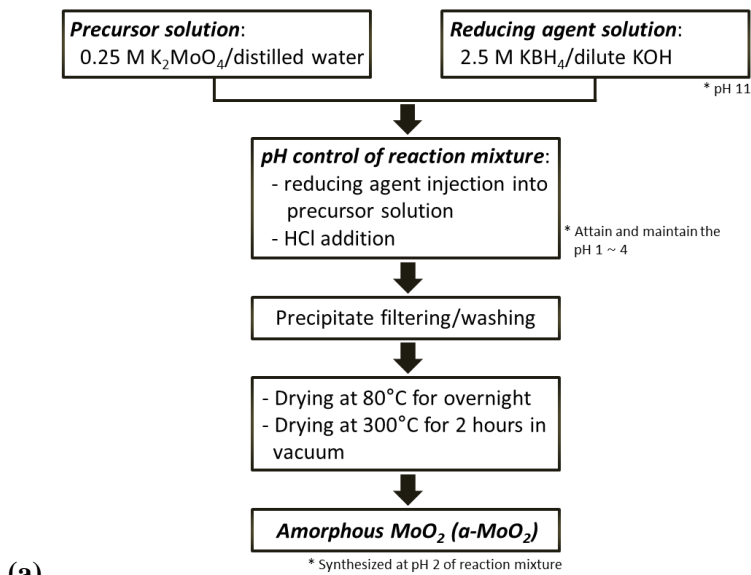 Precursor solution:
0.25 M K₂MoO₄/distilled water
Reducing agent solution:
2.5 M KBH₄/dilute KOH
* pH 11
pH control of reaction mixture:
- reducing agent injection into
precursor solution
- HCl addition
* Attain and maintain the
pH 1 ~ 4
Precipitate filtering/washing
- Drying at 80°C for overnight
- Drying at 300°C for 2 hours in
vacuum
Amorphous MoO₂ (a-MoO₂)
* Synthesized at pH 2 of reaction mixture
(a)